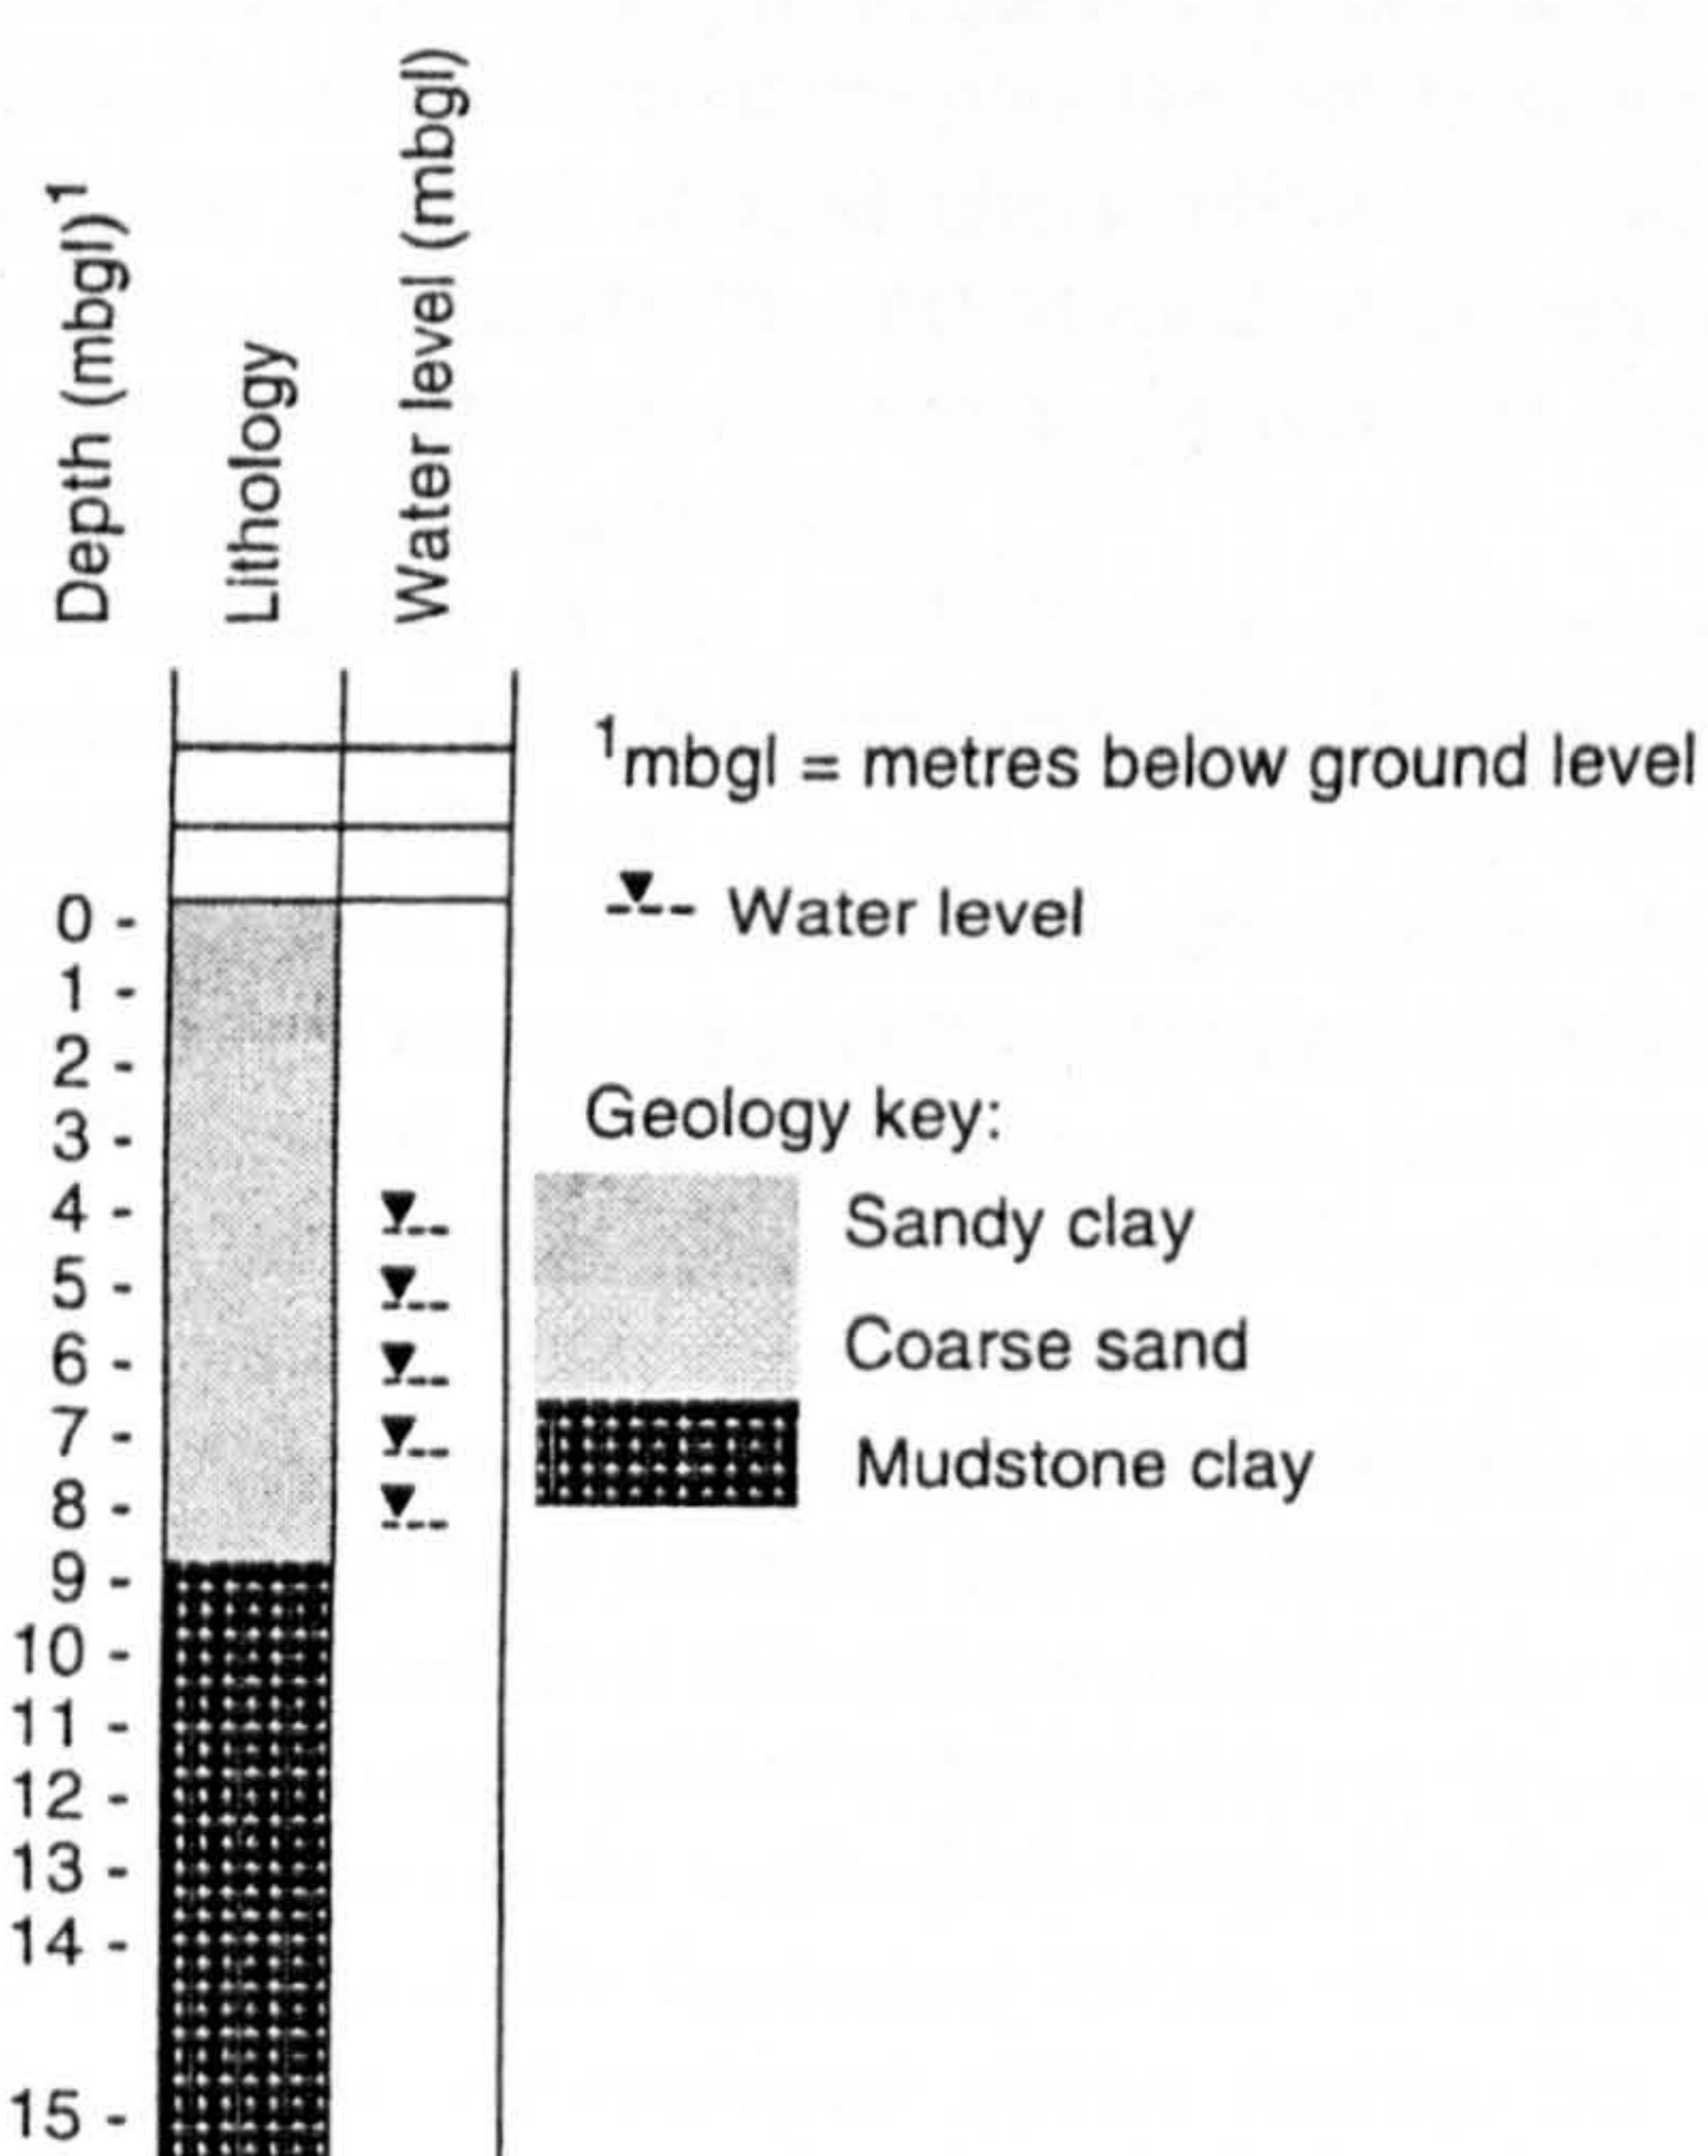 Depth (mbgl)¹
Lithology
Water level (mbgl)
¹mbgl = metres below ground level
Water level
Geology key:
Sandy clay
Coarse sand
Mudstone clay
0 -
1 -
2 -
3 -
4 -
5 -
6 -
7 -
8 -
9 -
10 -
11 -
12 -
13 -
14 -
15 -